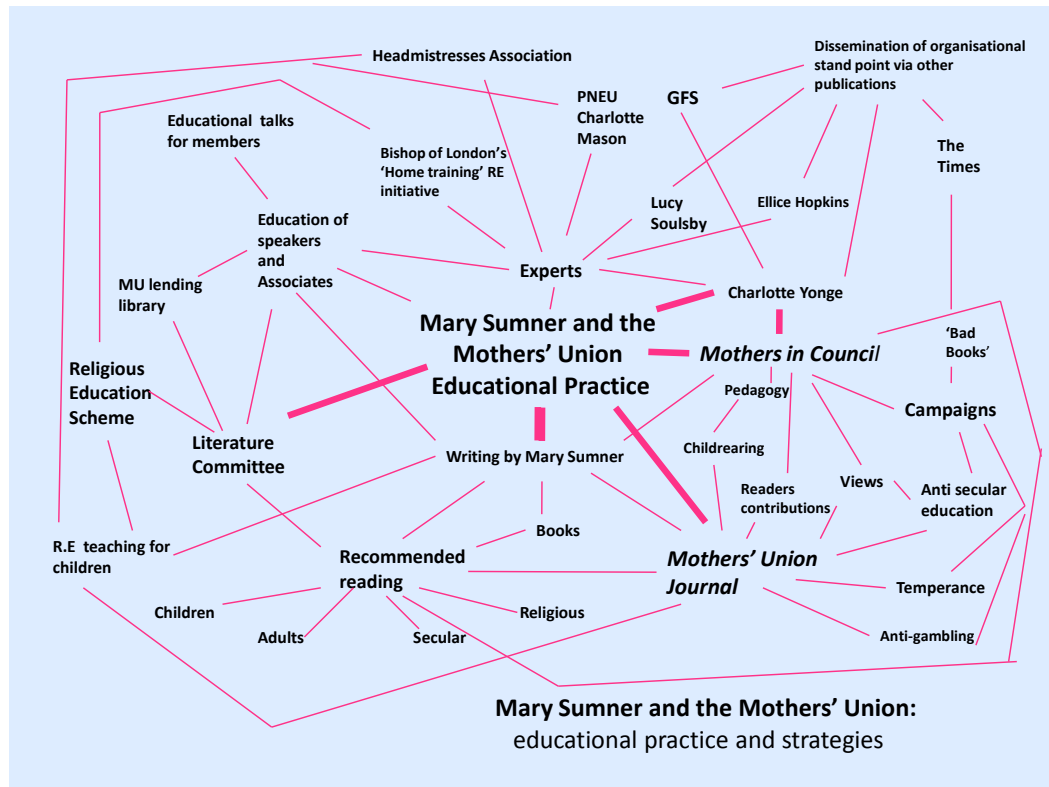 Headmistresses Association
Dissemination of organisational
stand point via other
publications
PNEU
Charlotte
Mason
GFS
Educational talks
for members
The
Times
Bishop of London's
'Home training' RE
initiative
Lucy
Soulsby
Ellice Hopkins
Education of
speakers
and
Associates
Experts
MU lending
library
Charlotte Yonge
Mary Sumner and the
Mothers' Union
Educational Practice
'Bad
Books'
Mothers in Council
Religious
Education
Scheme
Pedagogy
Campaigns
Literature
Committee
Writing by Mary Sumner
Childrearing
Views
Readers
contributions
Anti secular
education
Books
R.E teaching for
children
Recommended
reading
Mothers' Union
Journal
Temperance
Children
Religious
Adults
Secular
Anti-gambling
Mary Sumner and the Mothers' Union:
educational practice and strategies